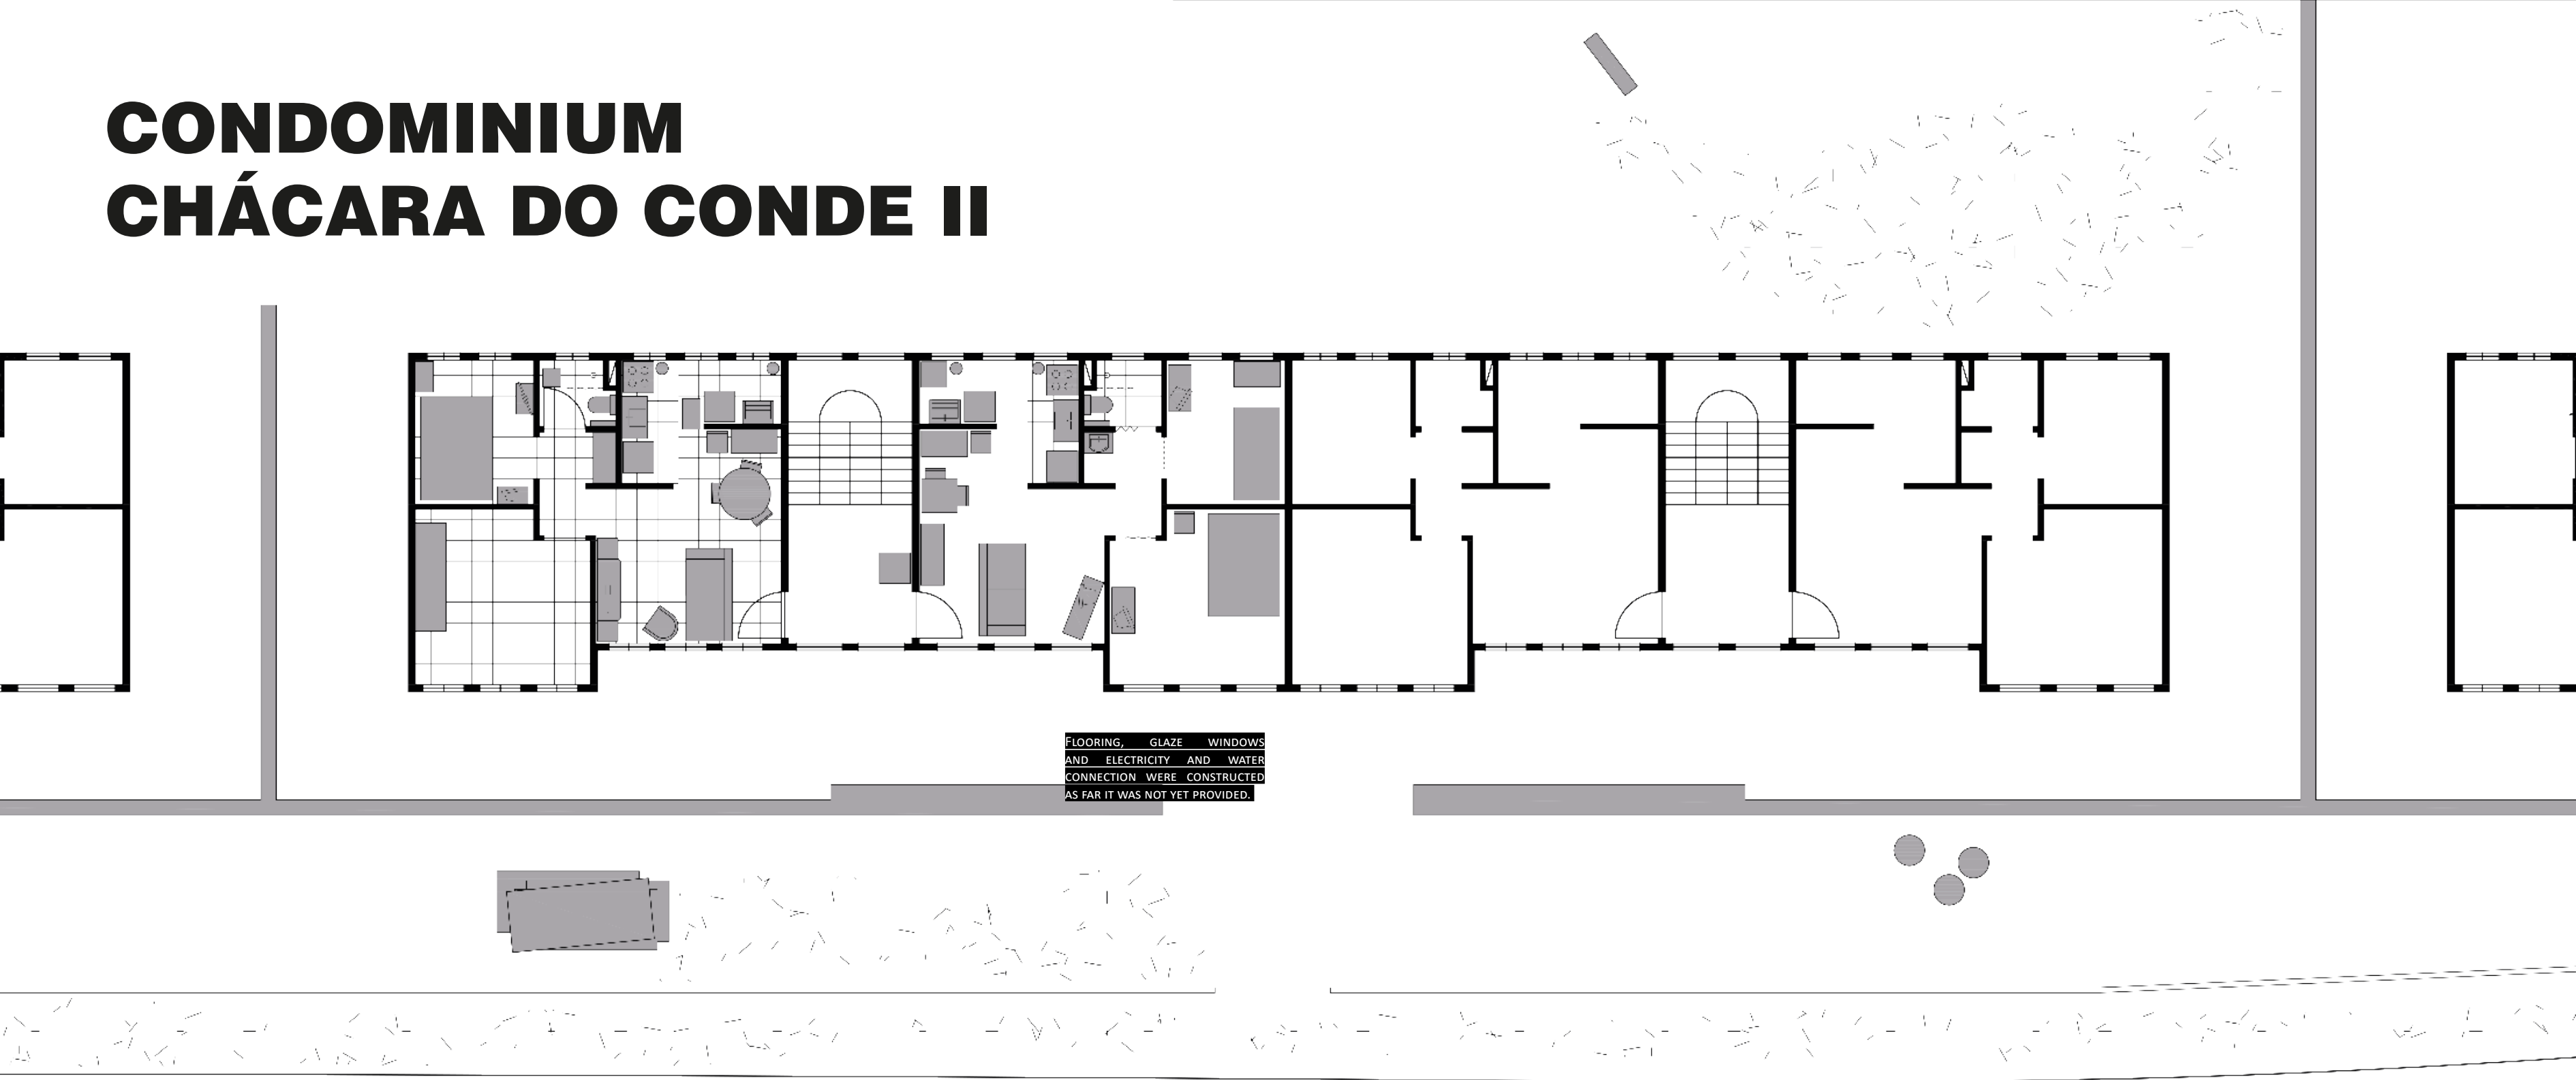 CONDOMINIUM
CHÁCARA DO CONDE II
Flooring, glaze windows
and electricity and water
connection were constructed
as far it was not yet provided.